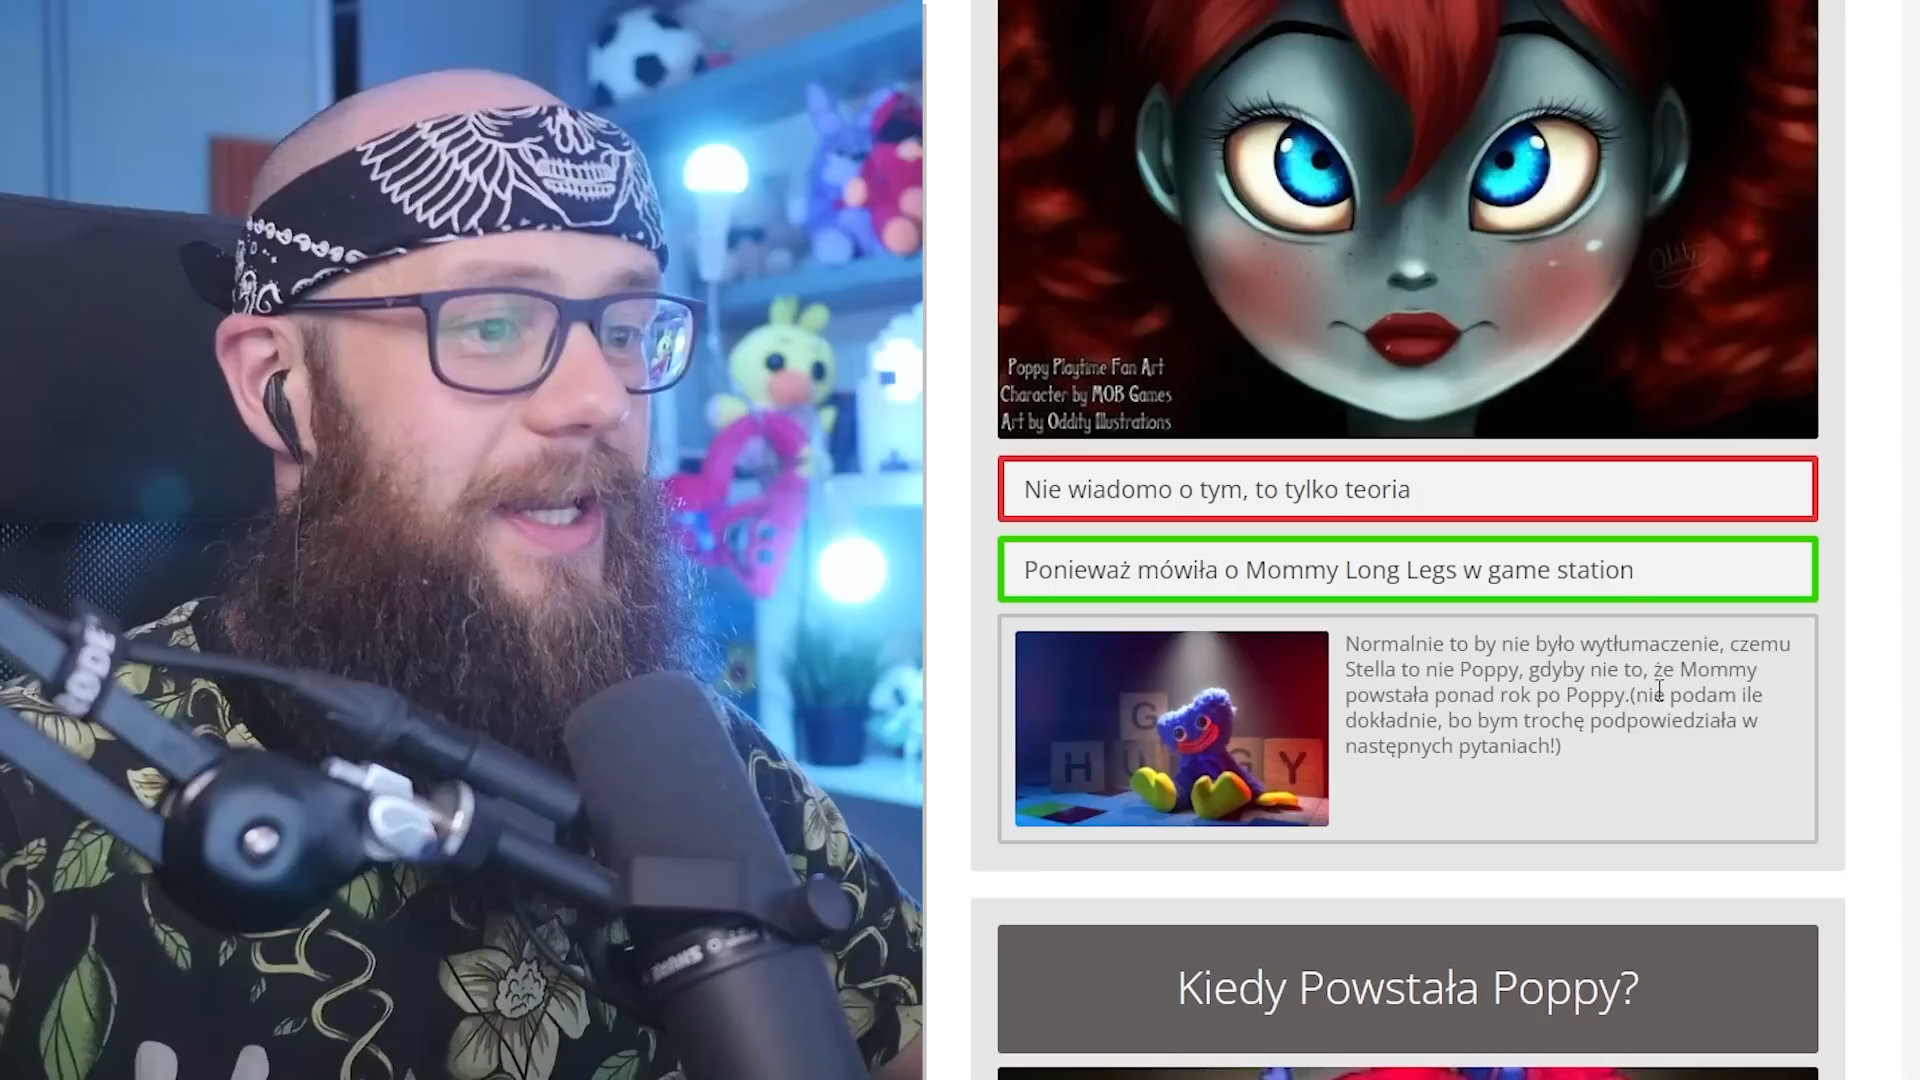 Poppy Playtime Fan Art
Character by MOB Games
Art by Oddity Illustrations
Nie wiadomo o tym, to tylko teoria
Ponieważ mówiła o Mommy Long Legs w game station
Normalnie to by nie było wytłumaczenie, czemu
Stella to nie Poppy, gdyby nie to, że Mommy
powstała ponad rok po Poppy.(nie podam ile
dokładnie, bo bym trochę podpowiedziała w
następnych pytaniach!)
H U G G Y
Kiedy Powstała Poppy?
RODE
SHURE